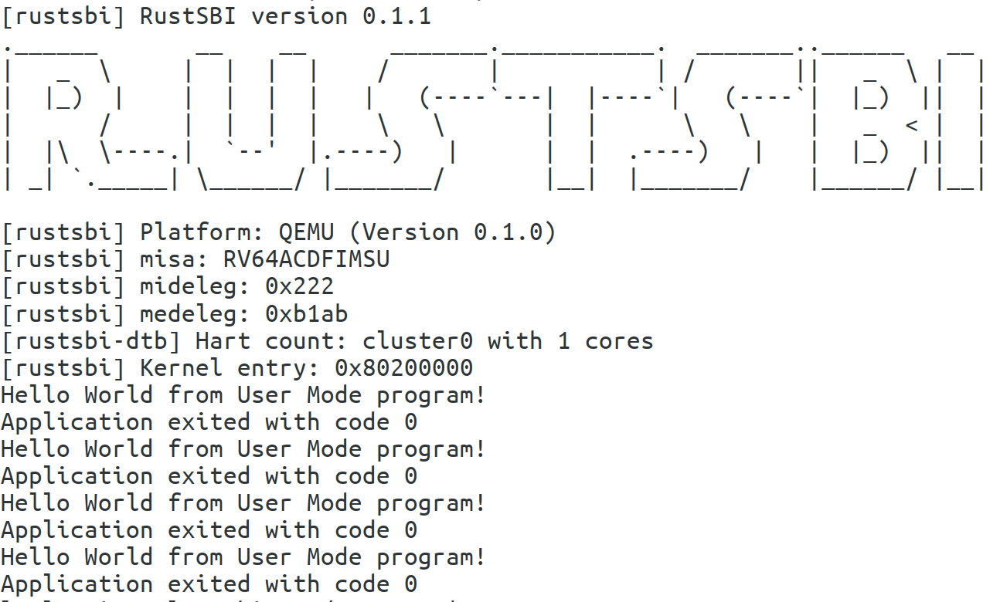 [rustsbi] RustSBI version 0.1.1
.______       __    __      _______.___________.  _______..______   __
|   _  \     |  |  |  |    /       |           | /       ||   _  \ |  |
|  |_)  |    |  |  |  |   |   (----`---|  |----`|   (----`|  |_)  ||  |
|      /     |  |  |  |    \   \       |  |      \   \    |   _  < |  |
|  |\  \----.|  `--'  |.----)   |      |  |  .----)   |   |  |_)  ||  |
| _| `._____| \______/ |_______/       |__|  |_______/    |______/ |__|
[rustsbi] Platform: QEMU (Version 0.1.0)
[rustsbi] misa: RV64ACDFIMSU
[rustsbi] mideleg: 0x222
[rustsbi] medeleg: 0xb1ab
[rustsbi-dtb] Hart count: cluster0 with 1 cores
[rustsbi] Kernel entry: 0x80200000
Hello World from User Mode program!
Application exited with code 0
Hello World from User Mode program!
Application exited with code 0
Hello World from User Mode program!
Application exited with code 0
Hello World from User Mode program!
Application exited with code 0